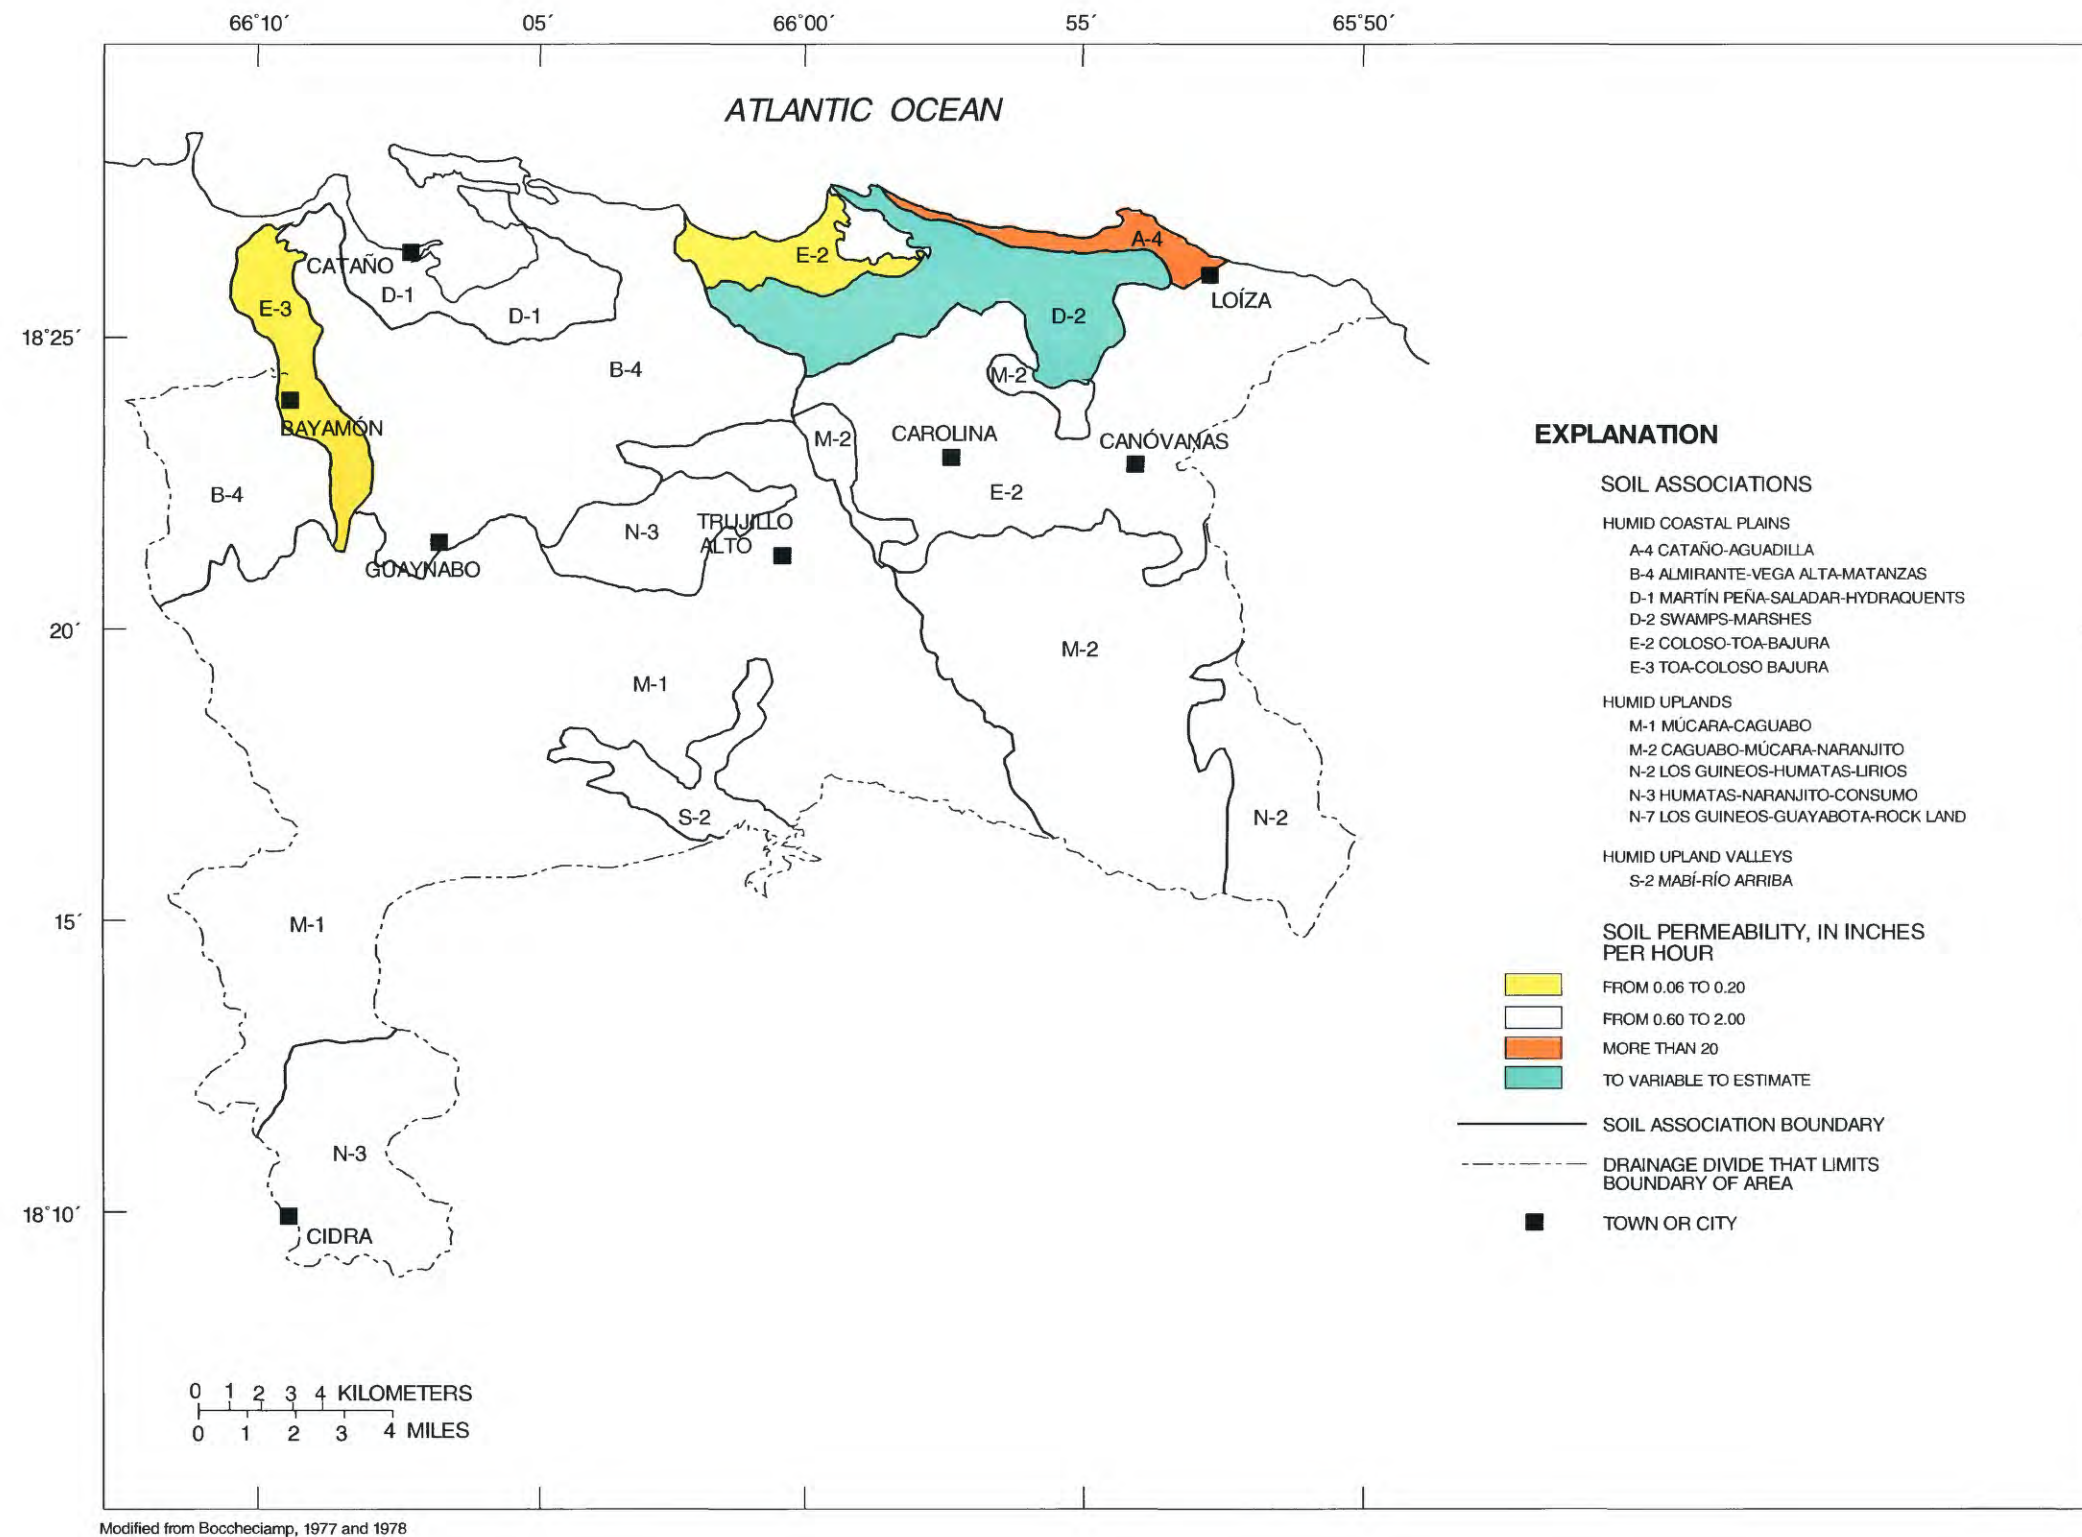 66°10´ 05´ 66°00´ 55´ 65°50´
ATLANTIC OCEAN
A-4
E-2
CATAÑO
D-1
E-3
D-1
LOÍZA
D-2
18°25´
B-4
M-2
BAYAMÓN
M-2
CAROLINA
CANÓVANAS
B-4
E-2
N-3
TRUJILLO
ALTO
GUAYNABO
20´
M-2
M-1
S-2
N-2
15´
M-1
N-3
18°10´
CIDRA
EXPLANATION
SOIL ASSOCIATIONS
HUMID COASTAL PLAINS
A-4 CATAÑO-AGUADILLA
B-4 ALMIRANTE-VEGA ALTA-MATANZAS
D-1 MARTÍN PEÑA-SALADAR-HYDRAQUENTS
D-2 SWAMPS-MARSHES
E-2 COLOSO-TOA-BAJURA
E-3 TOA-COLOSO BAJURA
HUMID UPLANDS
M-1 MÚCARA-CAGUABO
M-2 CAGUABO-MÚCARA-NARANJITO
N-2 LOS GUINEOS-HUMATAS-LIRIOS
N-3 HUMATAS-NARANJITO-CONSUMO
N-7 LOS GUINEOS-GUAYABOTA-ROCK LAND
HUMID UPLAND VALLEYS
S-2 MABÍ-RÍO ARRIBA
SOIL PERMEABILITY, IN INCHES
PER HOUR
FROM 0.06 TO 0.20
FROM 0.60 TO 2.00
MORE THAN 20
TO VARIABLE TO ESTIMATE
SOIL ASSOCIATION BOUNDARY
DRAINAGE DIVIDE THAT LIMITS
BOUNDARY OF AREA
TOWN OR CITY
0 1 2 3 4 KILOMETERS
0 1 2 3 4 MILES
Modified from Boccheciamp, 1977 and 1978